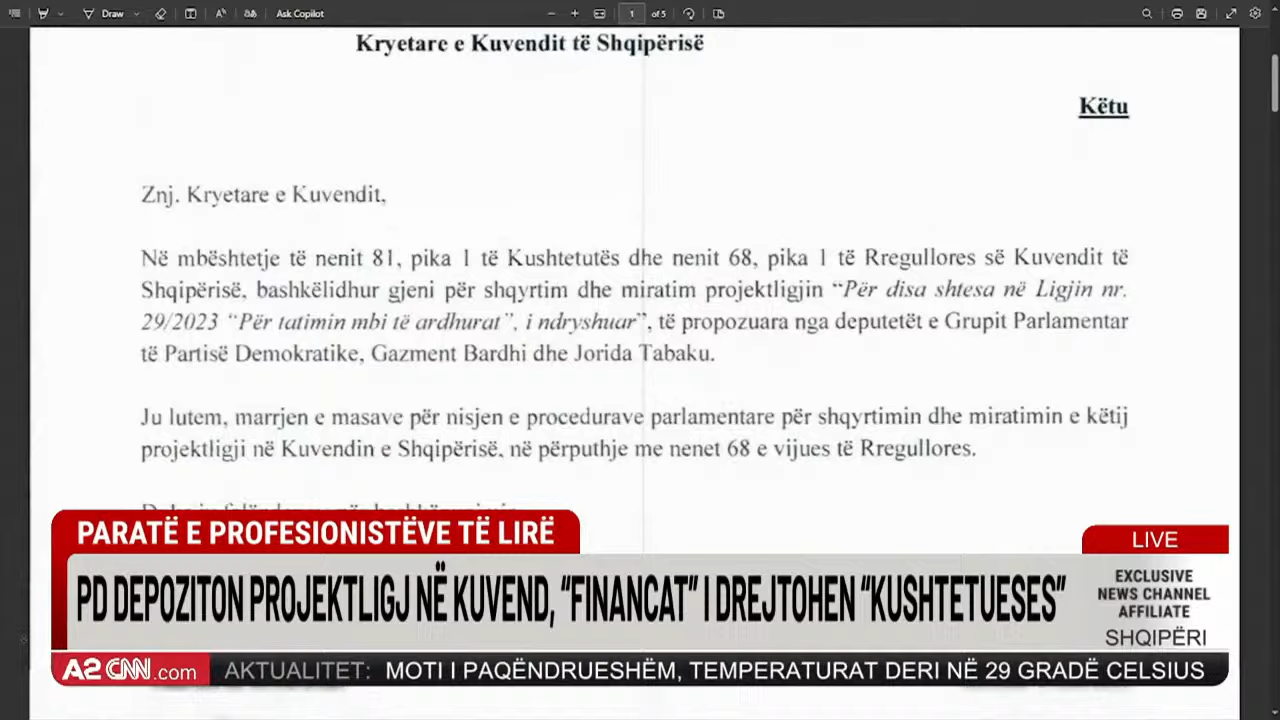 Draw
Ask Copilot
1 of 5
Kryetare e Kuvendit të Shqipërisë
Këtu
Znj. Kryetare e Kuvendit,
Në mbështetje të nenit 81, pika 1 të Kushtetutës dhe nenit 68, pika 1 të Rregullores së Kuvendit të
Shqipërisë, bashkëlidhur gjeni për shqyrtim dhe miratim projektligjin “Për disa shtesa në Ligjin nr.
29/2023 “Për tatimin mbi të ardhurat”, i ndryshuar”, të propozuara nga deputetët e Grupit Parlamentar
të Partisë Demokratike, Gazment Bardhi dhe Jorida Tabaku.
Ju lutem, marrjen e masave për nisjen e procedurave parlamentare për shqyrtimin dhe miratimin e këtij
projektligji në Kuvendin e Shqipërisë, në përputhje me nenet 68 e vijues të Rregullores.
PARATË E PROFESIONISTËVE TË LIRË
PD DEPOZITON PROJEKTLIGJ NË KUVEND, “FINANCAT” I DREJTOHEN “KUSHTETUESES”
LIVE
EXCLUSIVE
NEWS CHANNEL
AFFILIATE
SHQIPËRI
A2 CNN.com
AKTUALITET: MOTI I PAQËNDRUESHËM, TEMPERATURAT DERI NË 29 GRADË CELSIUS